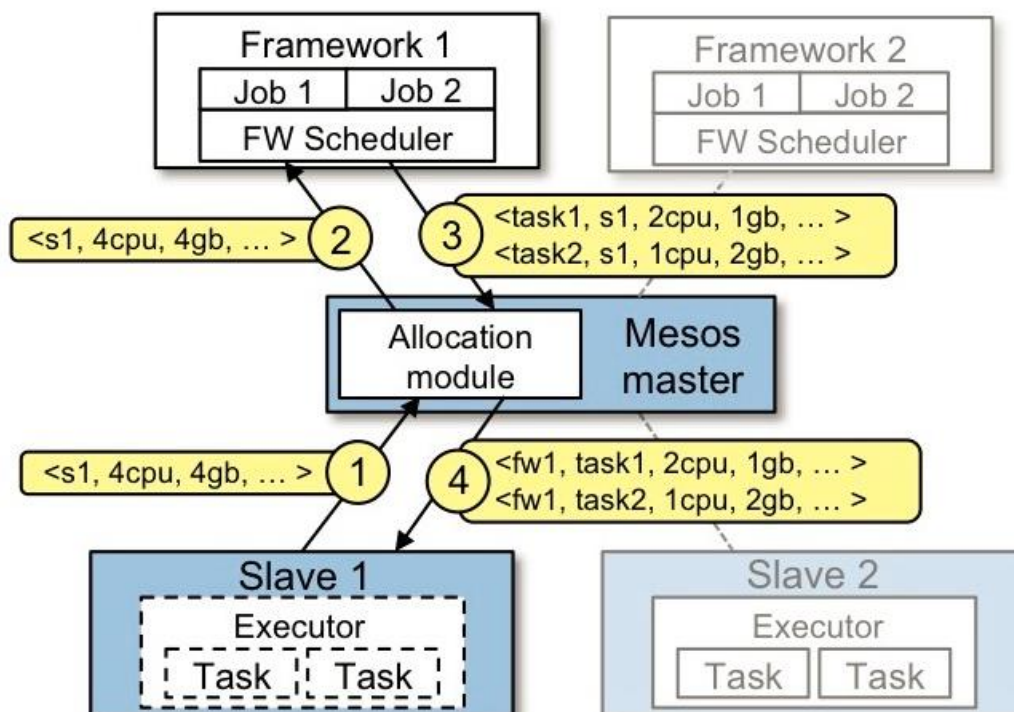 Framework 1
Job 1 Job 2
FW Scheduler
Framework 2
Job 1 Job 2
FW Scheduler
<s1, 4cpu, 4gb, … >
2
3
<task1, s1, 2cpu, 1gb, … >
<task2, s1, 1cpu, 2gb, … >
Allocation
module
Mesos
master
<s1, 4cpu, 4gb, … >
1
4
<fw1, task1, 2cpu, 1gb, … >
<fw1, task2, 1cpu, 2gb, … >
Slave 1
Executor
Task Task
Slave 2
Executor
Task Task